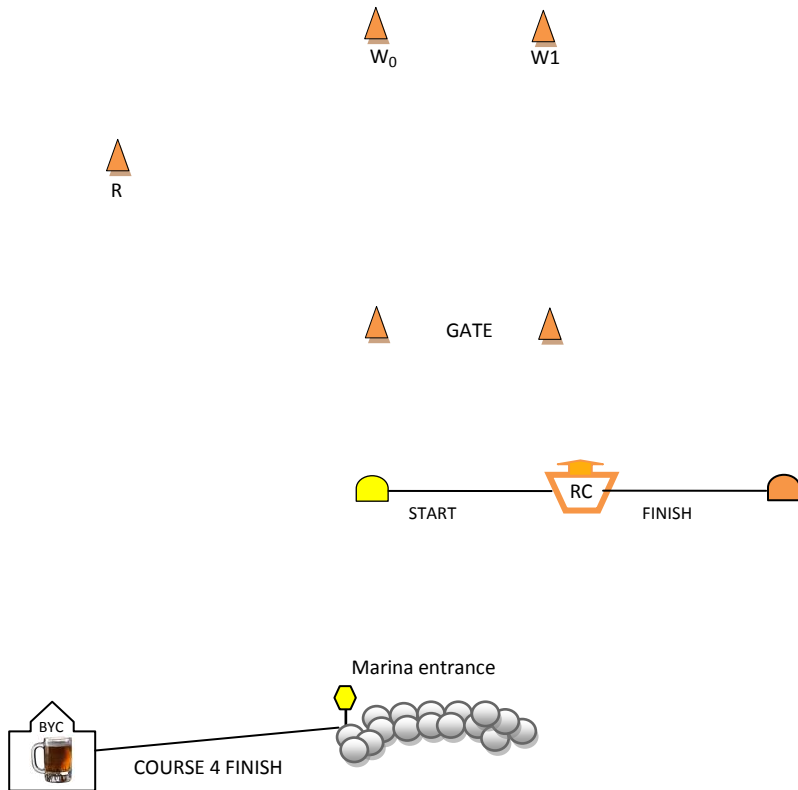 W₀
W1
R
GATE
RC
START
FINISH
Marina entrance
BYC
COURSE 4 FINISH